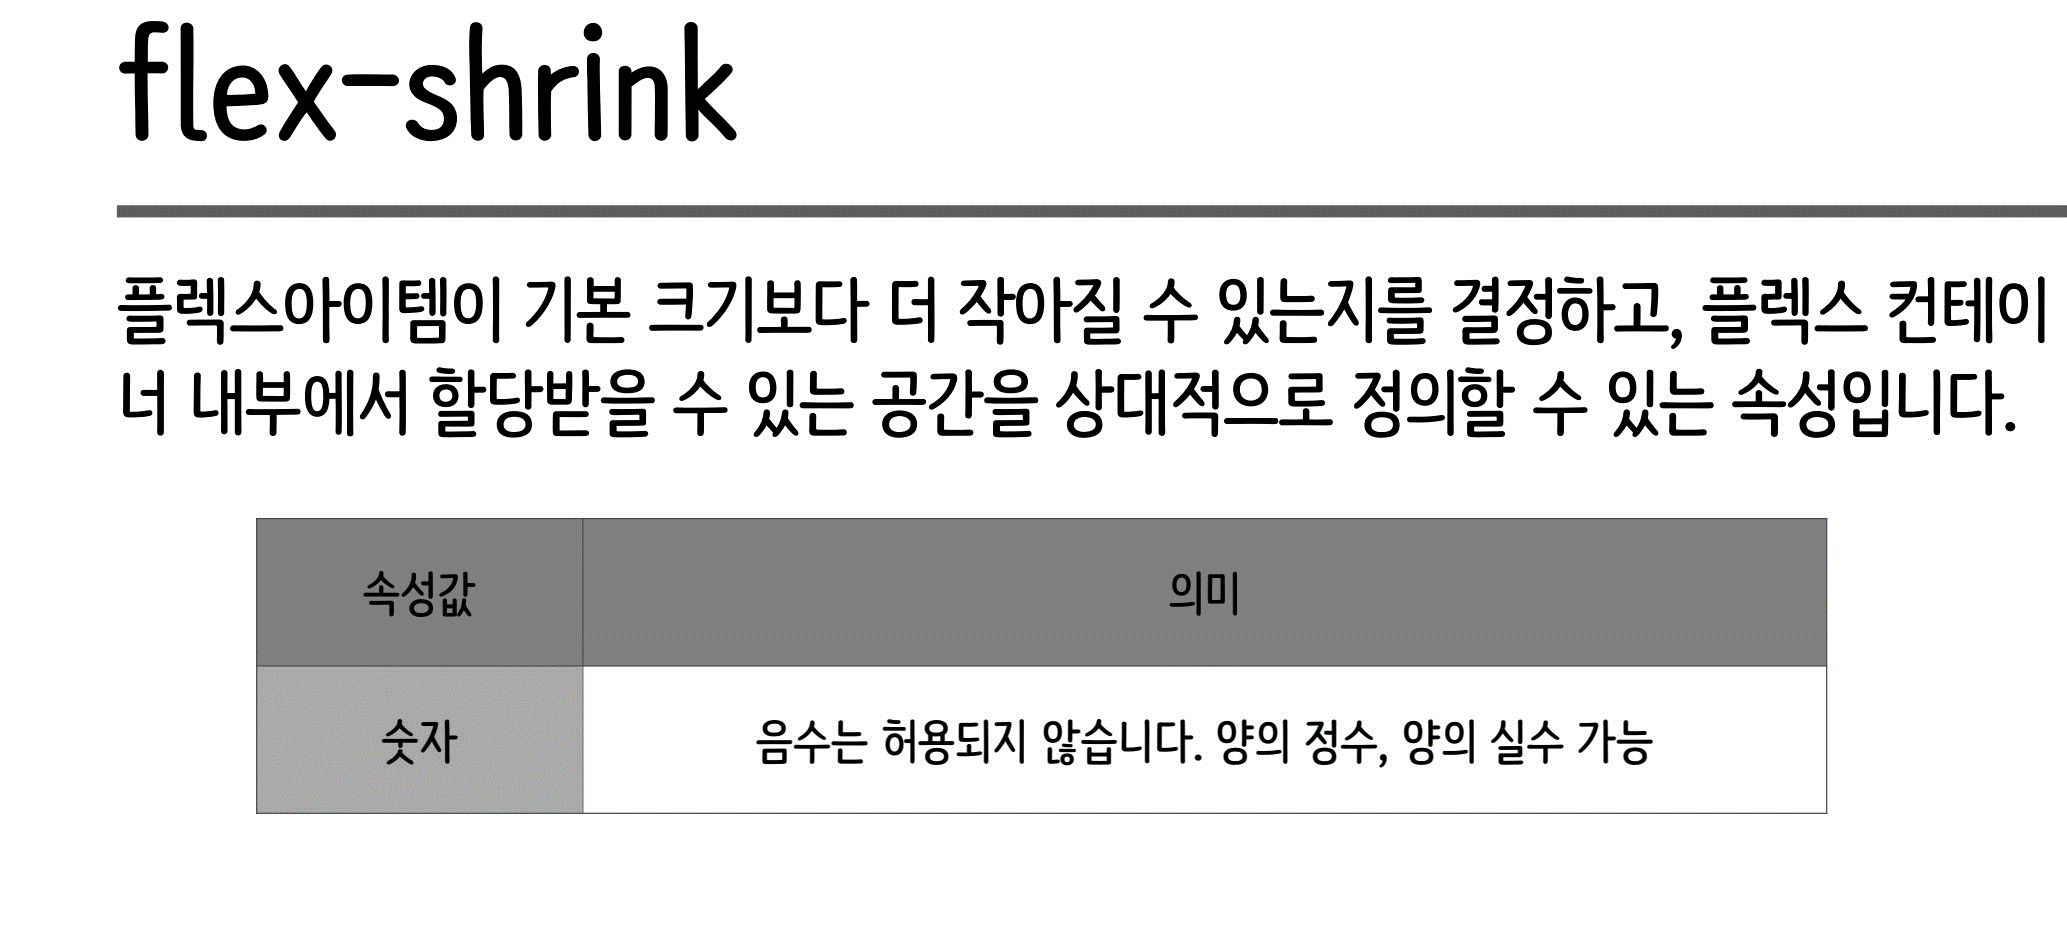 flex-shrink
플렉스아이템이 기본 크기보다 더 작아질 수 있는지를 결정하고, 플렉스 컨테이
너 내부에서 할당받을 수 있는 공간을 상대적으로 정의할 수 있는 속성입니다.
속성값 의미
숫자 음수는 허용되지 않습니다. 양의 정수, 양의 실수 가능